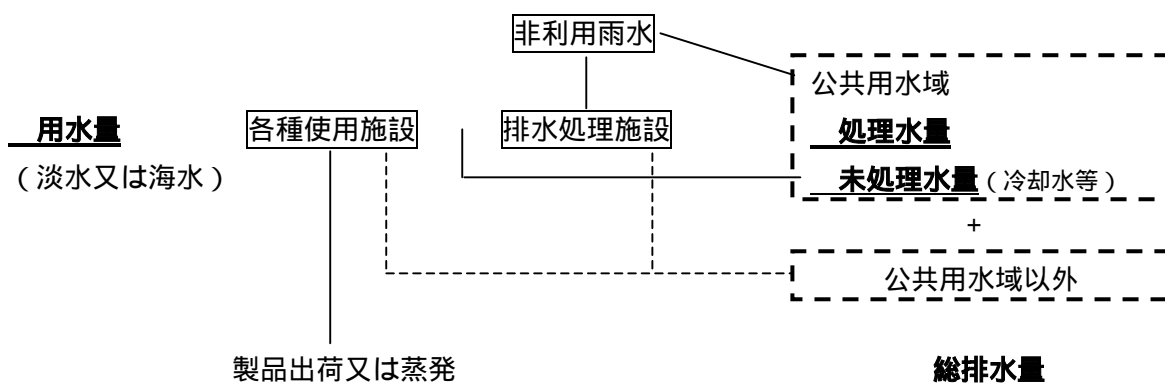 非利用雨水
公共用水域
用水量 各種使用施設 排水処理施設 処理水量
(淡水又は海水) 未処理水量(冷却水等)
+
公共用水域以外
製品出荷又は蒸発 総排水量